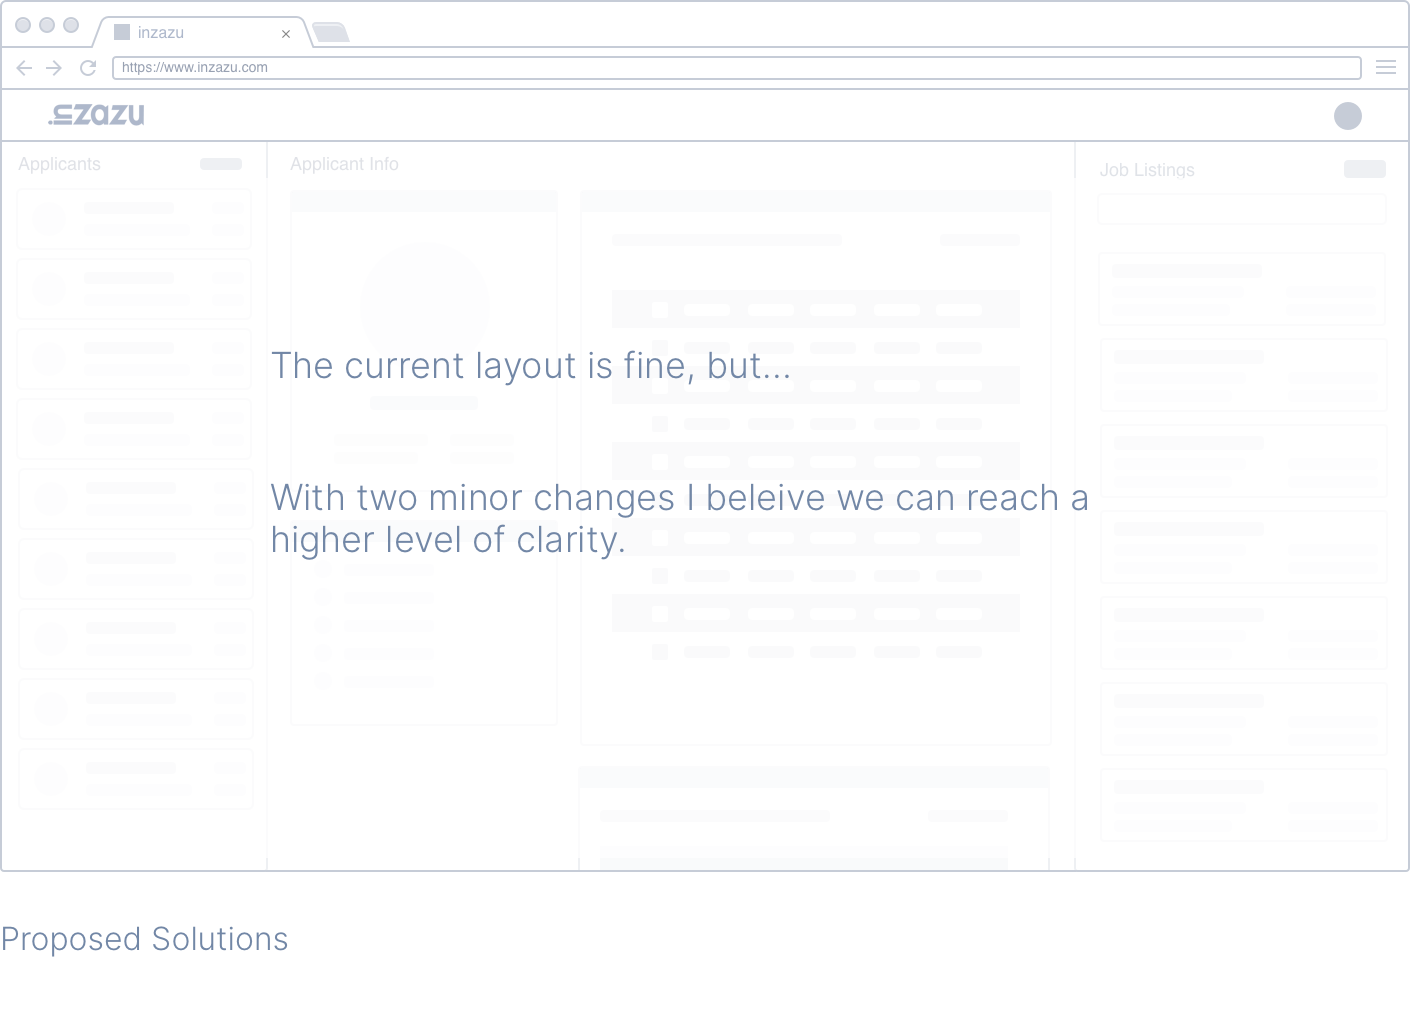 inzazu
https://www.inzazu.com
inzazu
Applicants
Applicant Info
Job Listings
The current layout is fine, but...
With two minor changes I beleive we can reach a
higher level of clarity.
Proposed Solutions